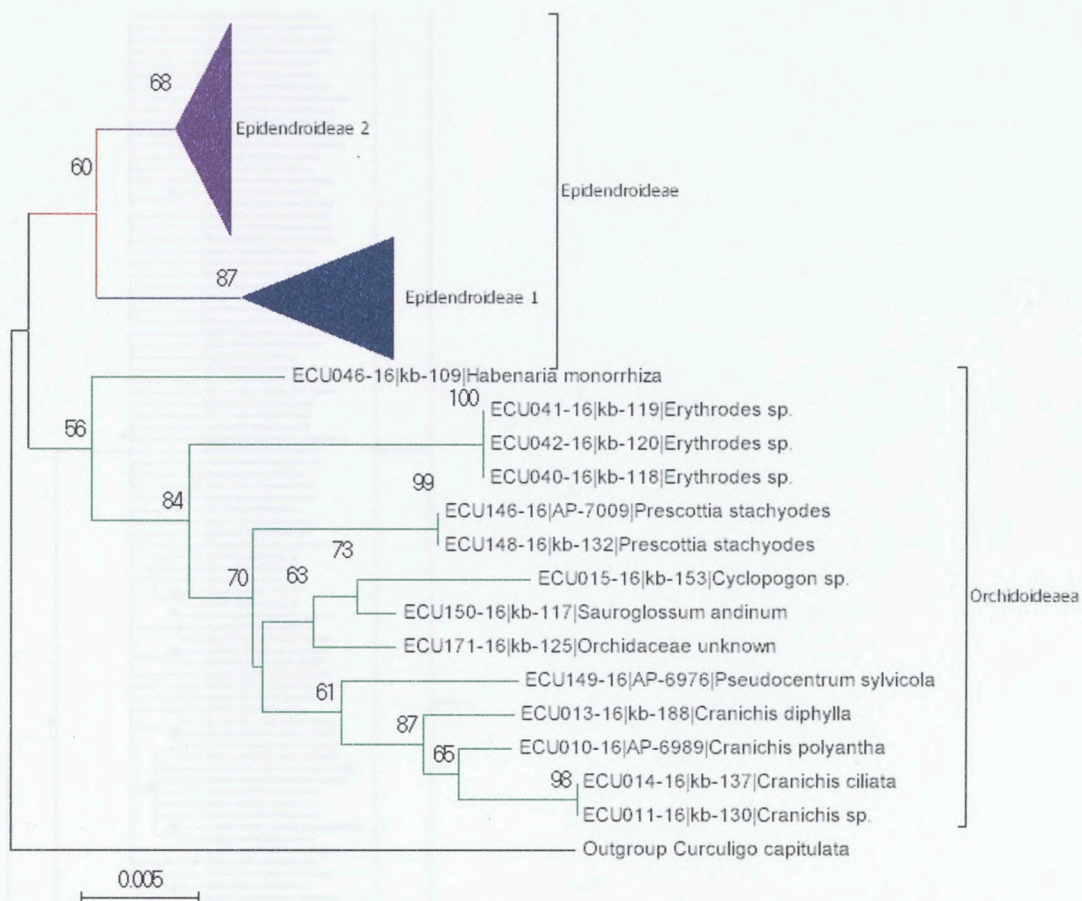 68
Epidendroideae 2
60
Epidendroideae
87
Epidendroideae 1
ECU046-16|kb-109|Habenaria monorrhiza
100
ECU041-16|kb-119|Erythrodes sp.
56
ECU042-16|kb-120|Erythrodes sp.
ECU040-16|kb-118|Erythrodes sp.
99
84
ECU146-16|AP-7009|Prescottia stachyodes
ECU148-16|kb-132|Prescottia stachyodes
73
70
63
ECU015-16|kb-153|Cyclopogon sp.
Orchidoideaea
ECU150-16|kb-117|Sauroglossum andinum
ECU171-16|kb-125|Orchidaceae unknown
ECU149-16|AP-6976|Pseudocentrum sylvicola
61
ECU013-16|kb-188|Cranichis diphylla
87
ECU010-16|AP-6989|Cranichis polyantha
65
98
ECU014-16|kb-137|Cranichis ciliata
ECU011-16|kb-130|Cranichis sp.
Outgroup Curculigo capitulata
0.005